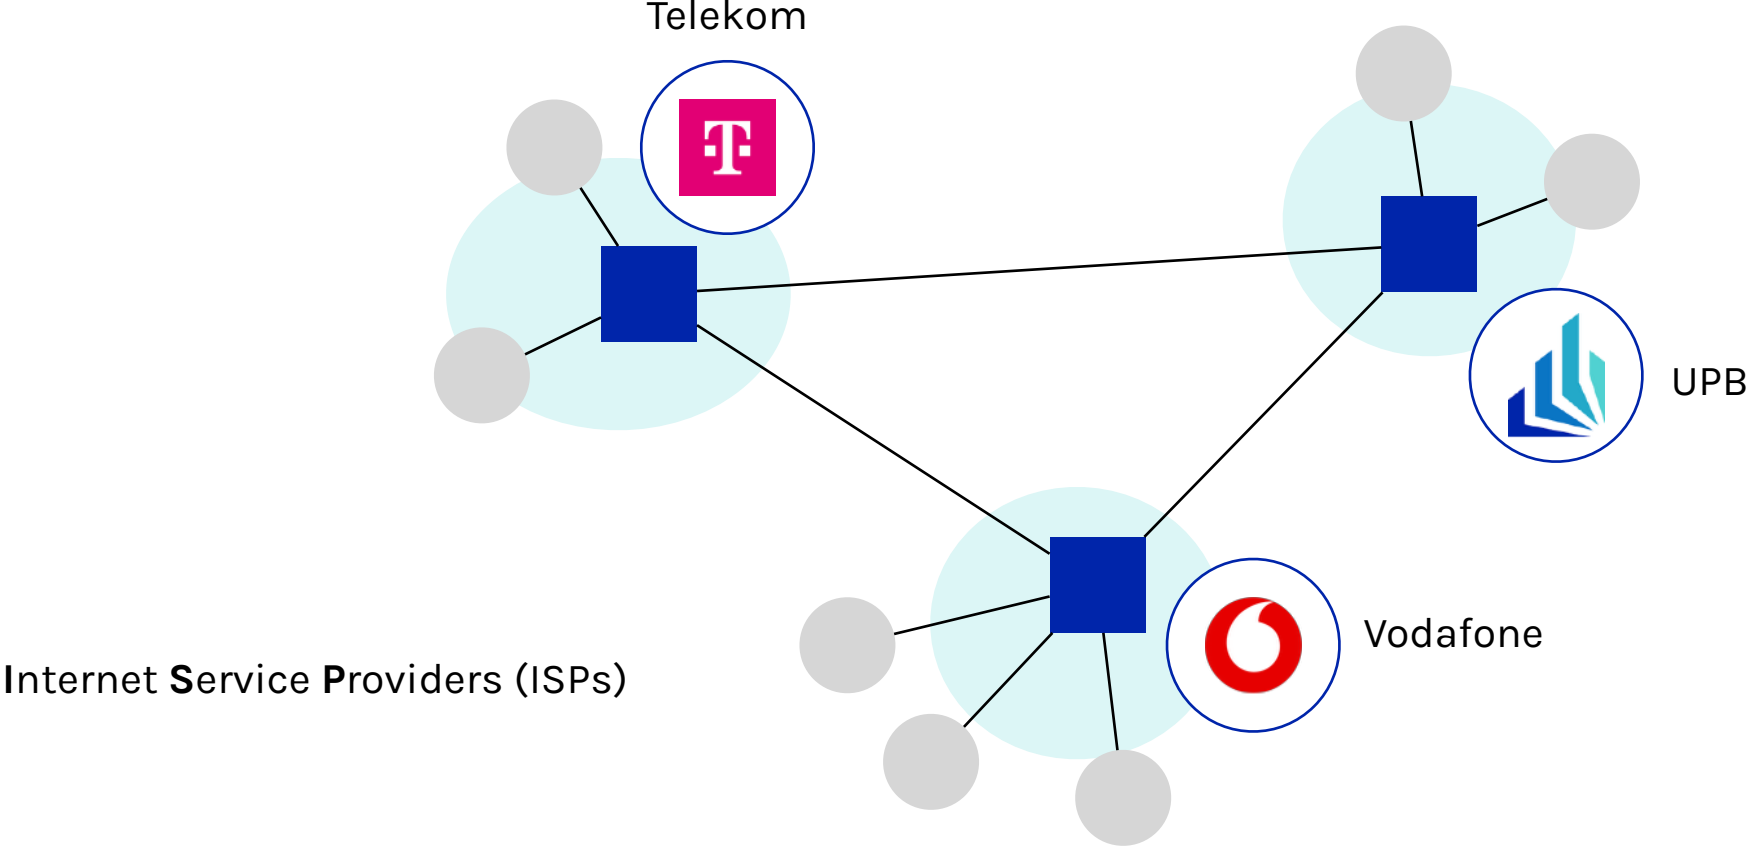 Telekom
T
UPB
Vodafone
Internet Service Providers (ISPs)